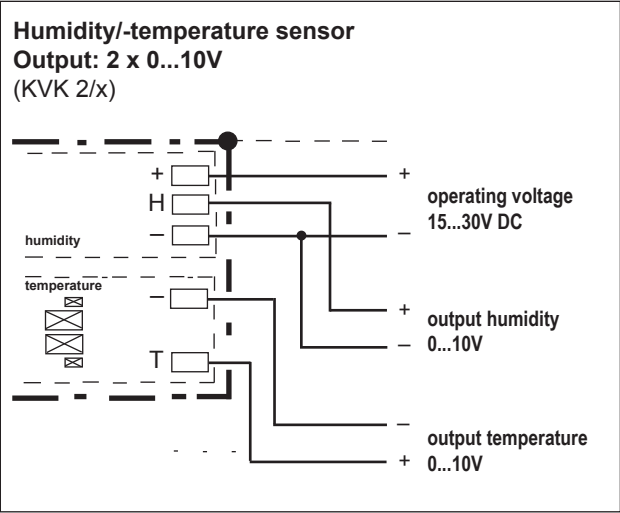 Humidity/-temperature sensor
Output: 2 x 0...10V
(KVK 2/x)
+
H
–
humidity
temperature
–
T
+
operating voltage
15...30V DC
–
+
output humidity
– 0...10V
–
output temperature
+ 0...10V